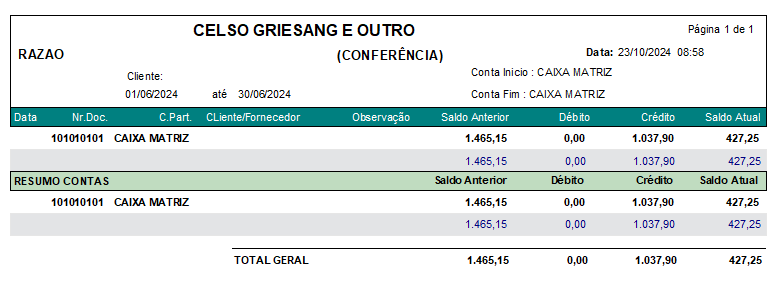 CELSO GRIESANG E OUTRO Página 1 de 1
RAZAO (CONFERÊNCIA) Data: 23/10/2024 08:58
Cliente: Conta Inicio : CAIXA MATRIZ
01/06/2024 até 30/06/2024 Conta Fim : CAIXA MATRIZ
Data Nr.Doc. C.Part. CLiente/Fornecedor Observação Saldo Anterior Débito Crédito Saldo Atual
101010101 CAIXA MATRIZ 1.465,15 0,00 1.037,90 427,25
1.465,15 0,00 1.037,90 427,25
RESUMO CONTAS Saldo Anterior Débito Crédito Saldo Atual
101010101 CAIXA MATRIZ 1.465,15 0,00 1.037,90 427,25
1.465,15 0,00 1.037,90 427,25
TOTAL GERAL 1.465,15 0,00 1.037,90 427,25